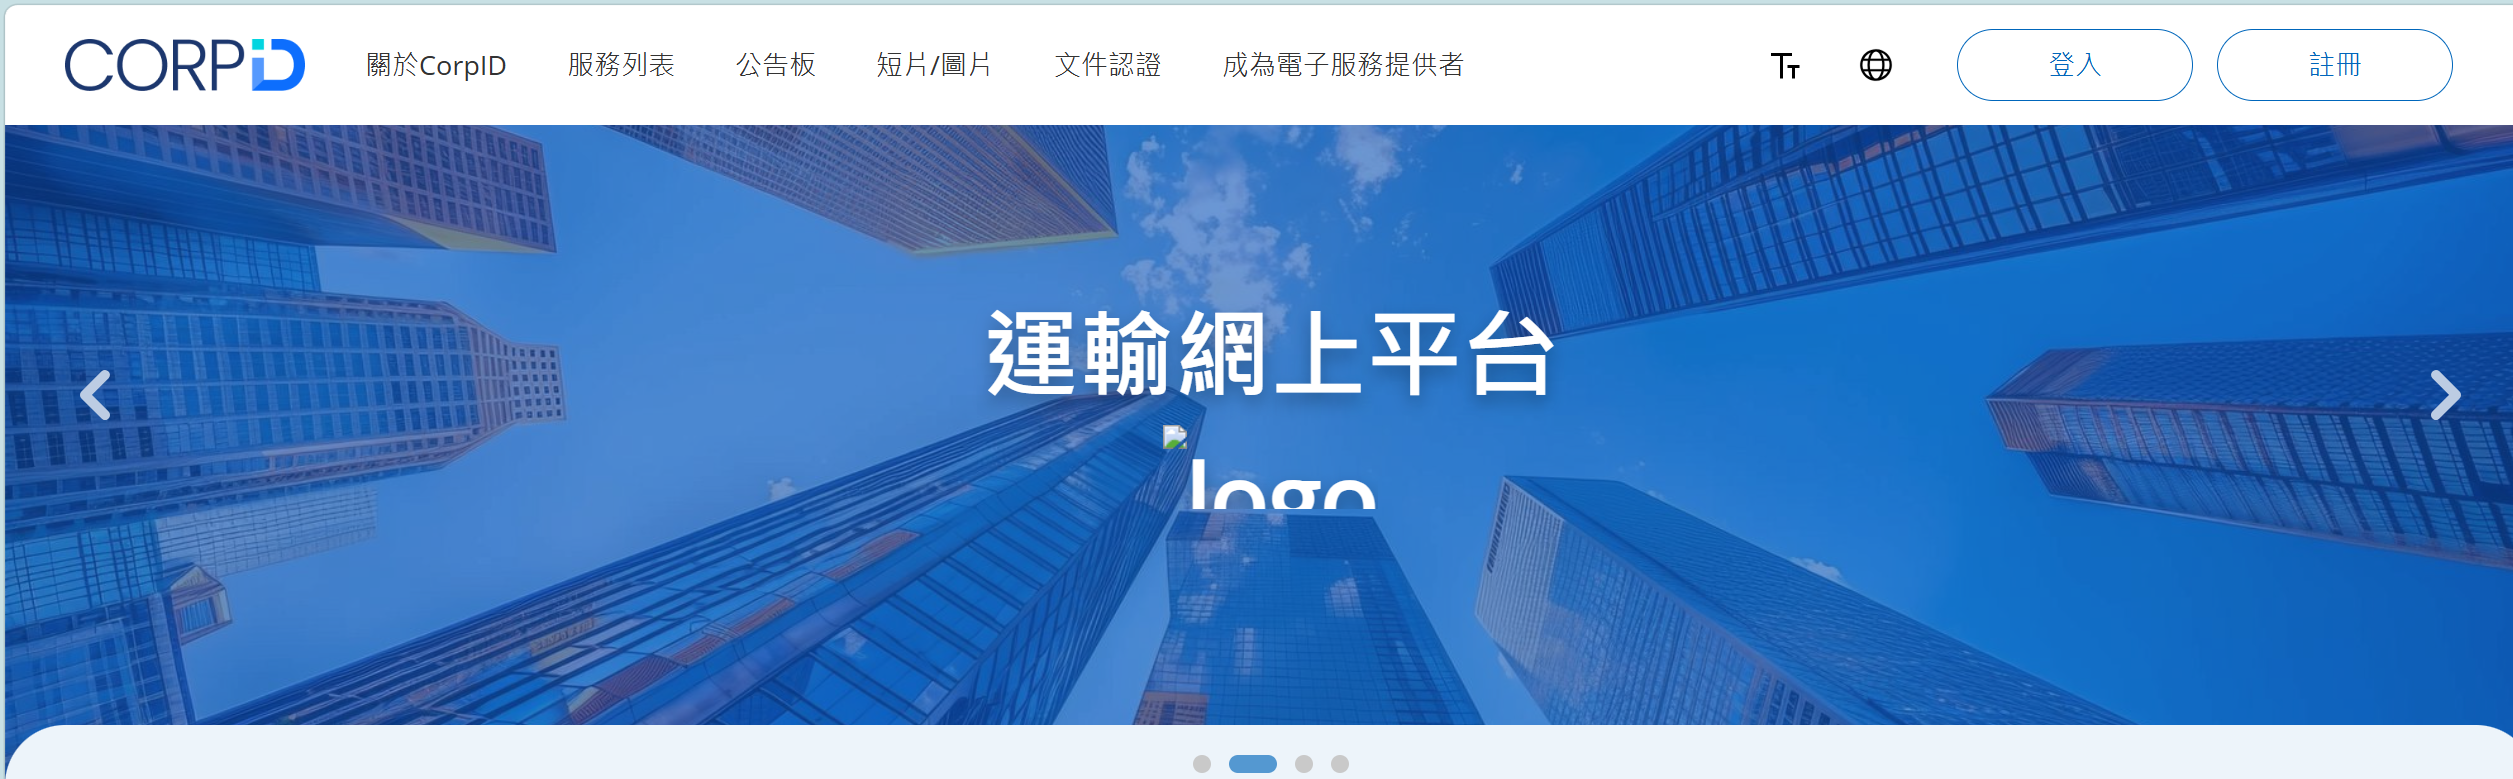 CORPiD
關於CorpID
服務列表
公告板
短片/圖片
文件認證
成為電子服務提供者
登入
註冊
運輸網上平台
logo